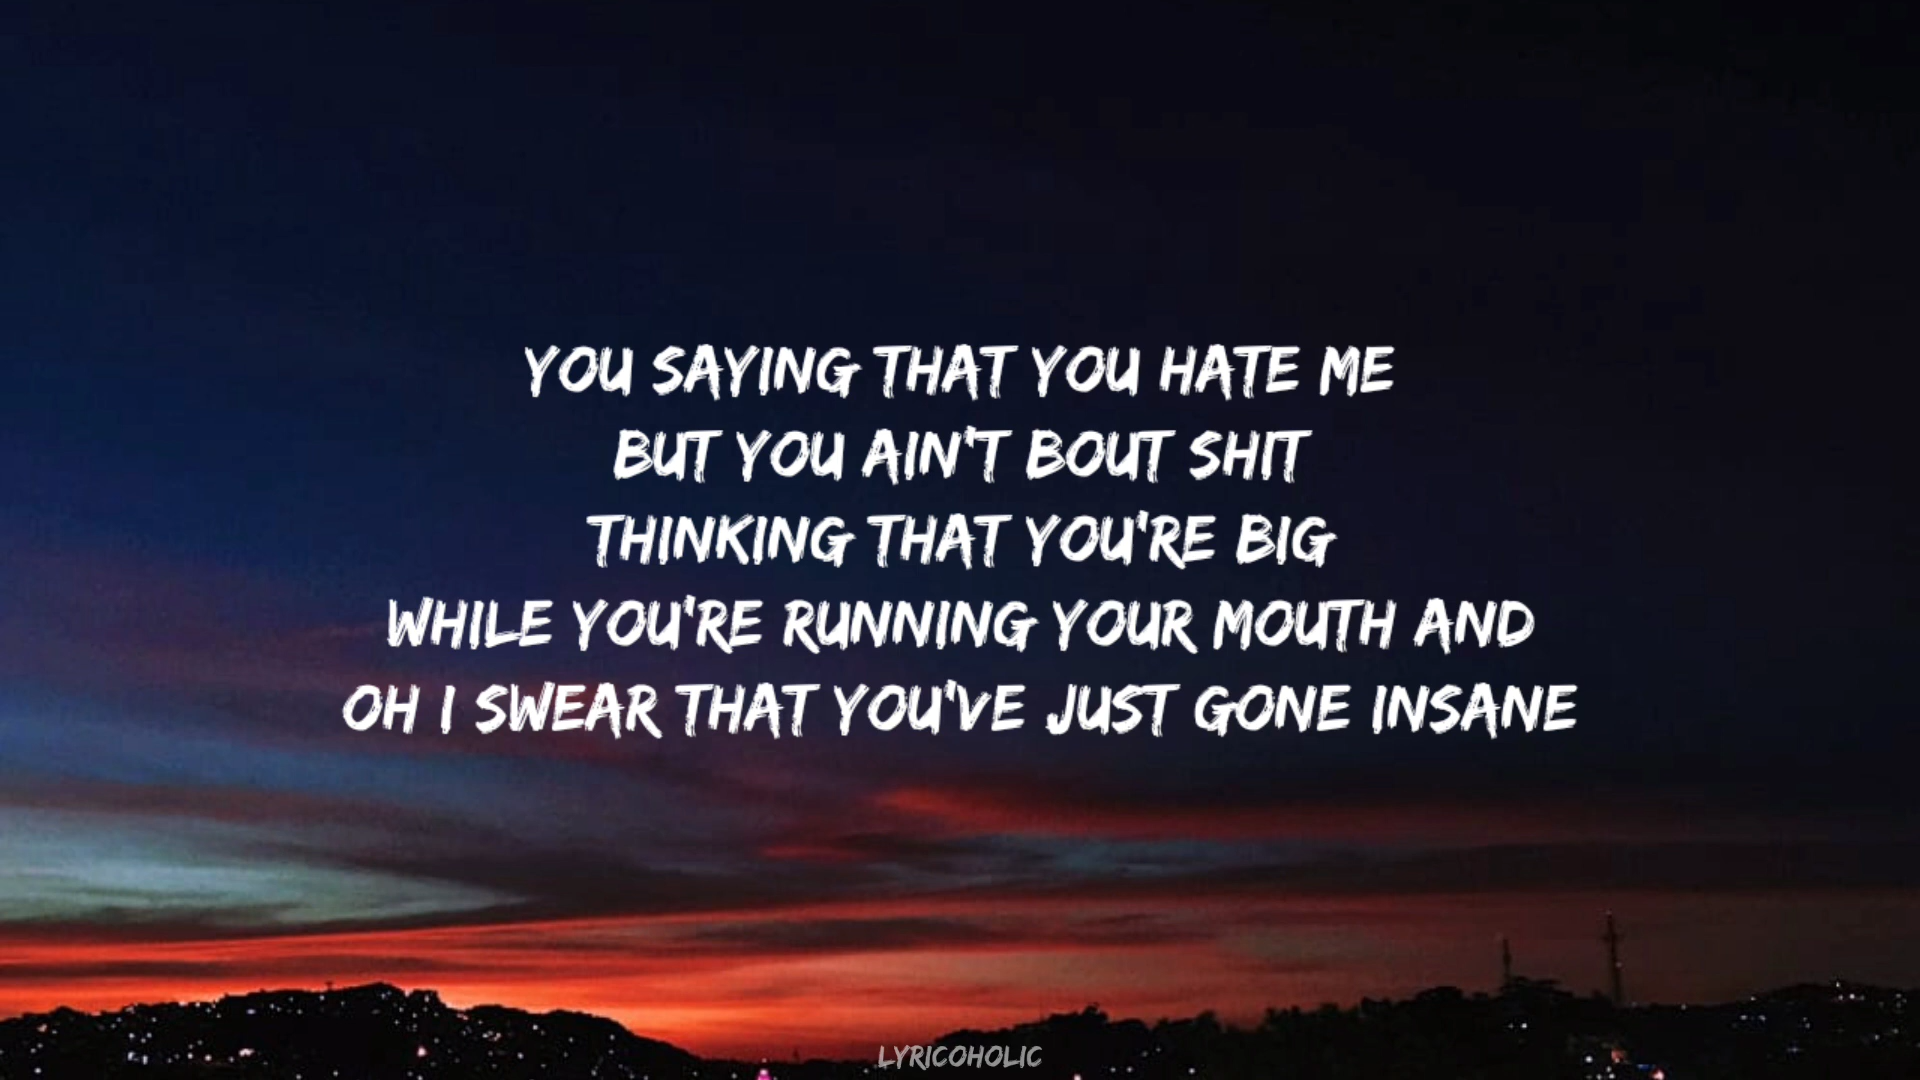 YOU SAYING THAT YOU HATE ME
BUT YOU AIN'T BOUT SHIT
THINKING THAT YOU'RE BIG
WHILE YOU'RE RUNNING YOUR MOUTH AND
OH I SWEAR THAT YOU'VE JUST GONE INSANE
LYRICOHOLIC